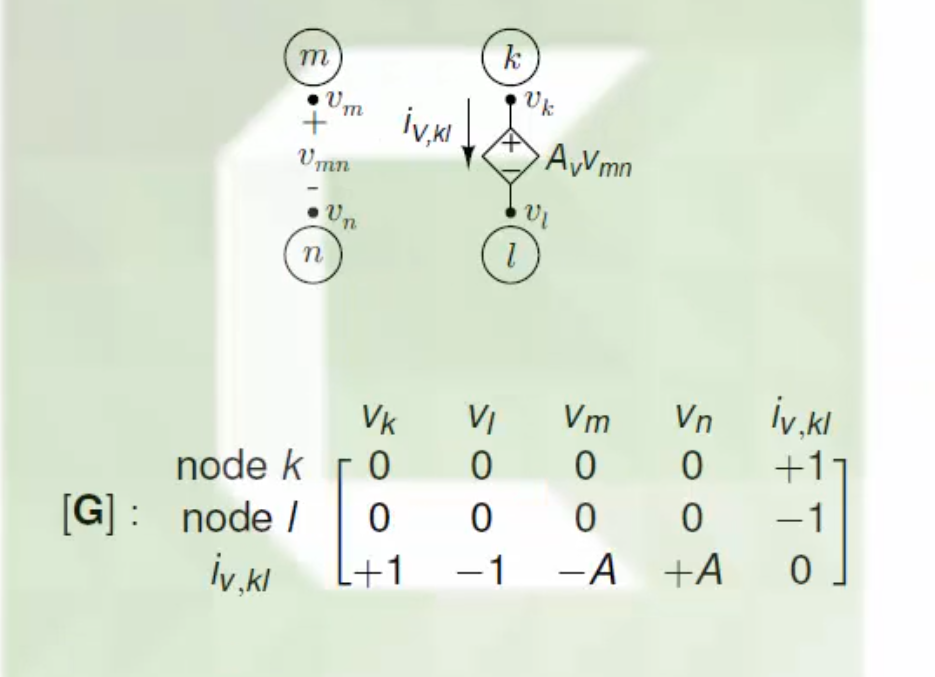 m k
v_m v_k
+ i_{V,kl} +
v_{mn} A_v v_{mn}
- −
v_n v_l
n l
v_k v_l v_m v_n i_{v,kl}
node k 0 0 0 0 +1
[G] : node l 0 0 0 0 −1
i_{v,kl} +1 −1 −A +A 0